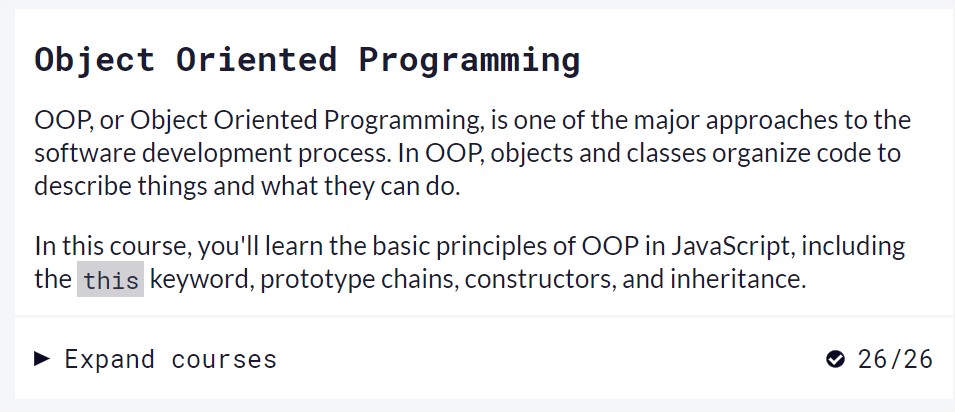 Object Oriented Programming
OOP, or Object Oriented Programming, is one of the major approaches to the
software development process. In OOP, objects and classes organize code to
describe things and what they can do.
In this course, you'll learn the basic principles of OOP in JavaScript, including
the this keyword, prototype chains, constructors, and inheritance.
Expand courses 26/26